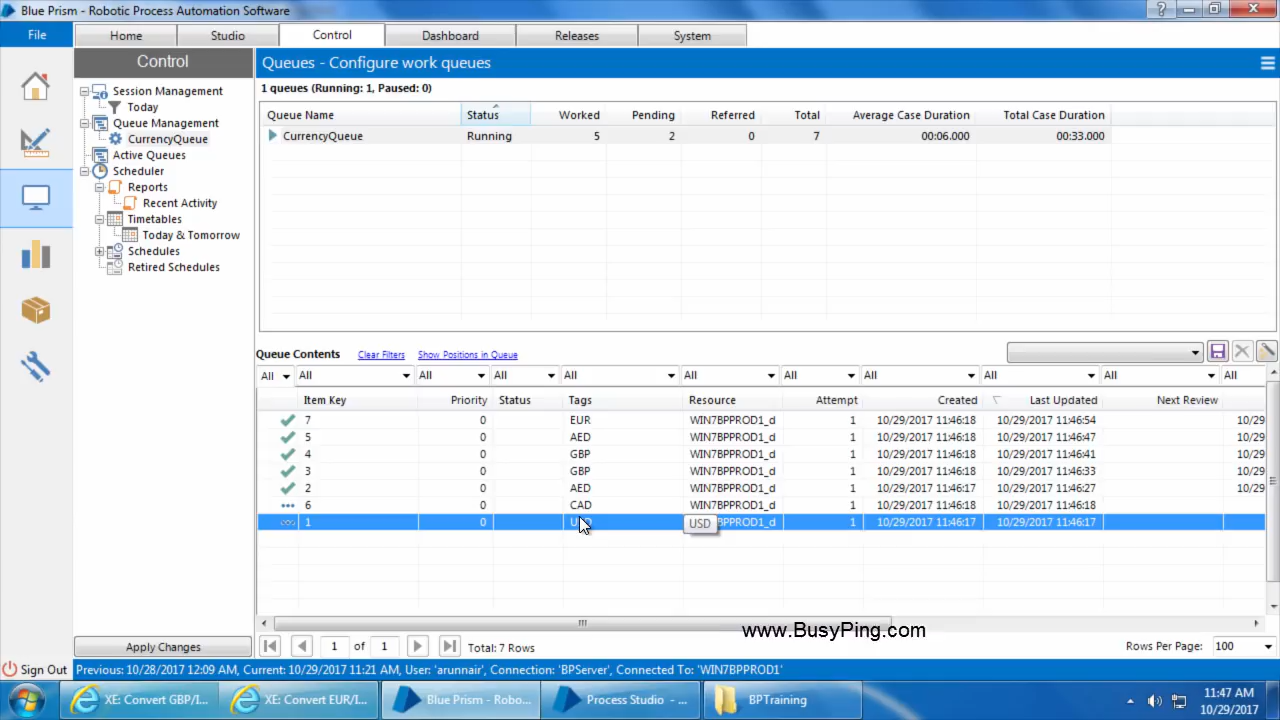 Blue Prism - Robotic Process Automation Software
?
File
Home
Studio
Control
Dashboard
Releases
System
Control
Session Management
Today
Queue Management
CurrencyQueue
Active Queues
Scheduler
Reports
Recent Activity
Timetables
Today & Tomorrow
Schedules
Retired Schedules
Apply Changes
Queues - Configure work queues
1 queues (Running: 1, Paused: 0)
Queue Name Status Worked Pending Referred Total Average Case Duration Total Case Duration
CurrencyQueue Running 5 2 0 7 00:06.000 00:33.000
Queue Contents Clear Filters Show Positions in Queue
All All All All All All All All All All All
Item Key Priority Status Tags Resource Attempt Created Last Updated Next Review
7 0 EUR WIN7BPPROD1_d 1 10/29/2017 11:46:18 10/29/2017 11:46:54 10/29
5 0 AED WIN7BPPROD1_d 1 10/29/2017 11:46:18 10/29/2017 11:46:47 10/29
4 0 GBP WIN7BPPROD1_d 1 10/29/2017 11:46:18 10/29/2017 11:46:41 10/29
3 0 GBP WIN7BPPROD1_d 1 10/29/2017 11:46:18 10/29/2017 11:46:33 10/29
2 0 AED WIN7BPPROD1_d 1 10/29/2017 11:46:17 10/29/2017 11:46:27 10/29
6 0 CAD WIN7BPPROD1_d 1 10/29/2017 11:46:18 10/29/2017 11:46:18
1 0 USD BPPROD1_d 1 10/29/2017 11:46:17 10/29/2017 11:46:17
www.BusyPing.com
1 of 1 Total: 7 Rows Rows Per Page: 100
Sign Out Previous: 10/28/2017 12:09 AM, Current: 10/29/2017 11:21 AM, User: 'arunnair', Connection: 'BPServer', Connected To: 'WIN7BPPROD1'
XE: Convert GBP/I... XE: Convert EUR/I... Blue Prism - Robo... Process Studio - ... BPTraining
11:47 AM
10/29/2017